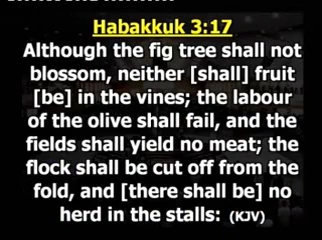 Habakkuk 3:17
Although the fig tree shall not
blossom, neither [shall] fruit
[be] in the vines; the labour
of the olive shall fail, and the
fields shall yield no meat; the
flock shall be cut off from the
fold, and [there shall be] no
herd in the stalls: (KJV)